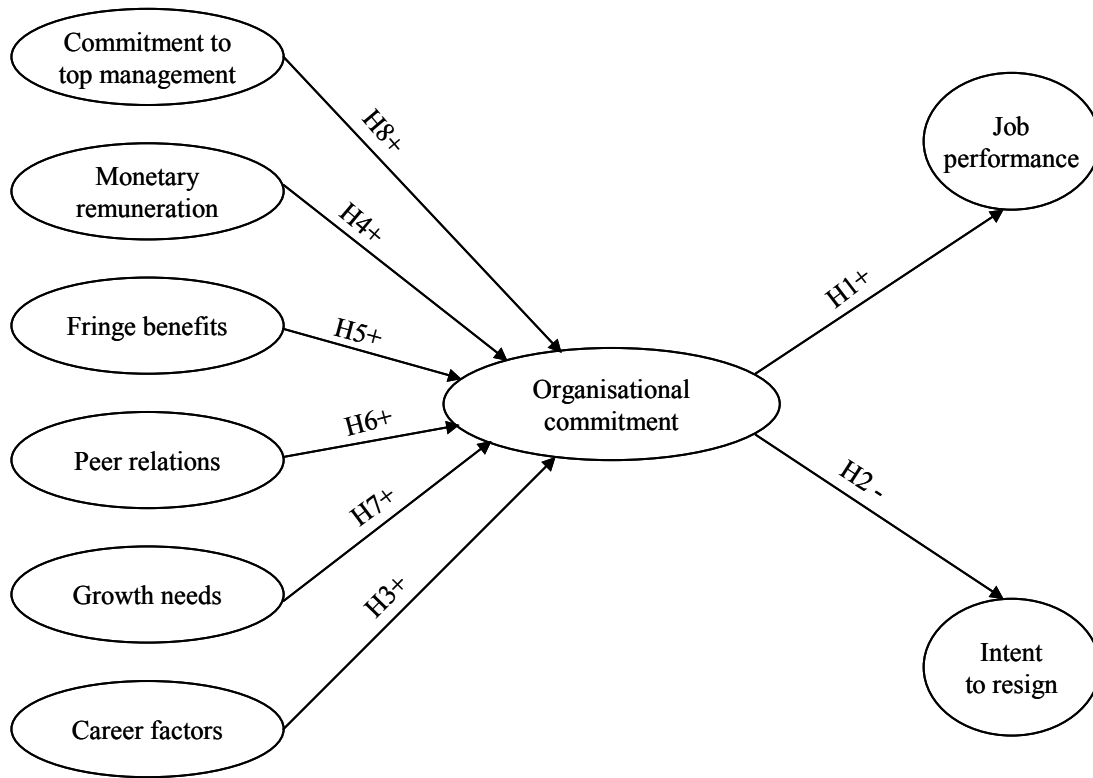 Commitment to
top management
H8+
Monetary
remuneration
H4+
Fringe benefits
H5+
Peer relations
H6+
Growth needs
H7+
Career factors
H3+
Organisational
commitment
H1+
Job
performance
H2 -
Intent
to resign